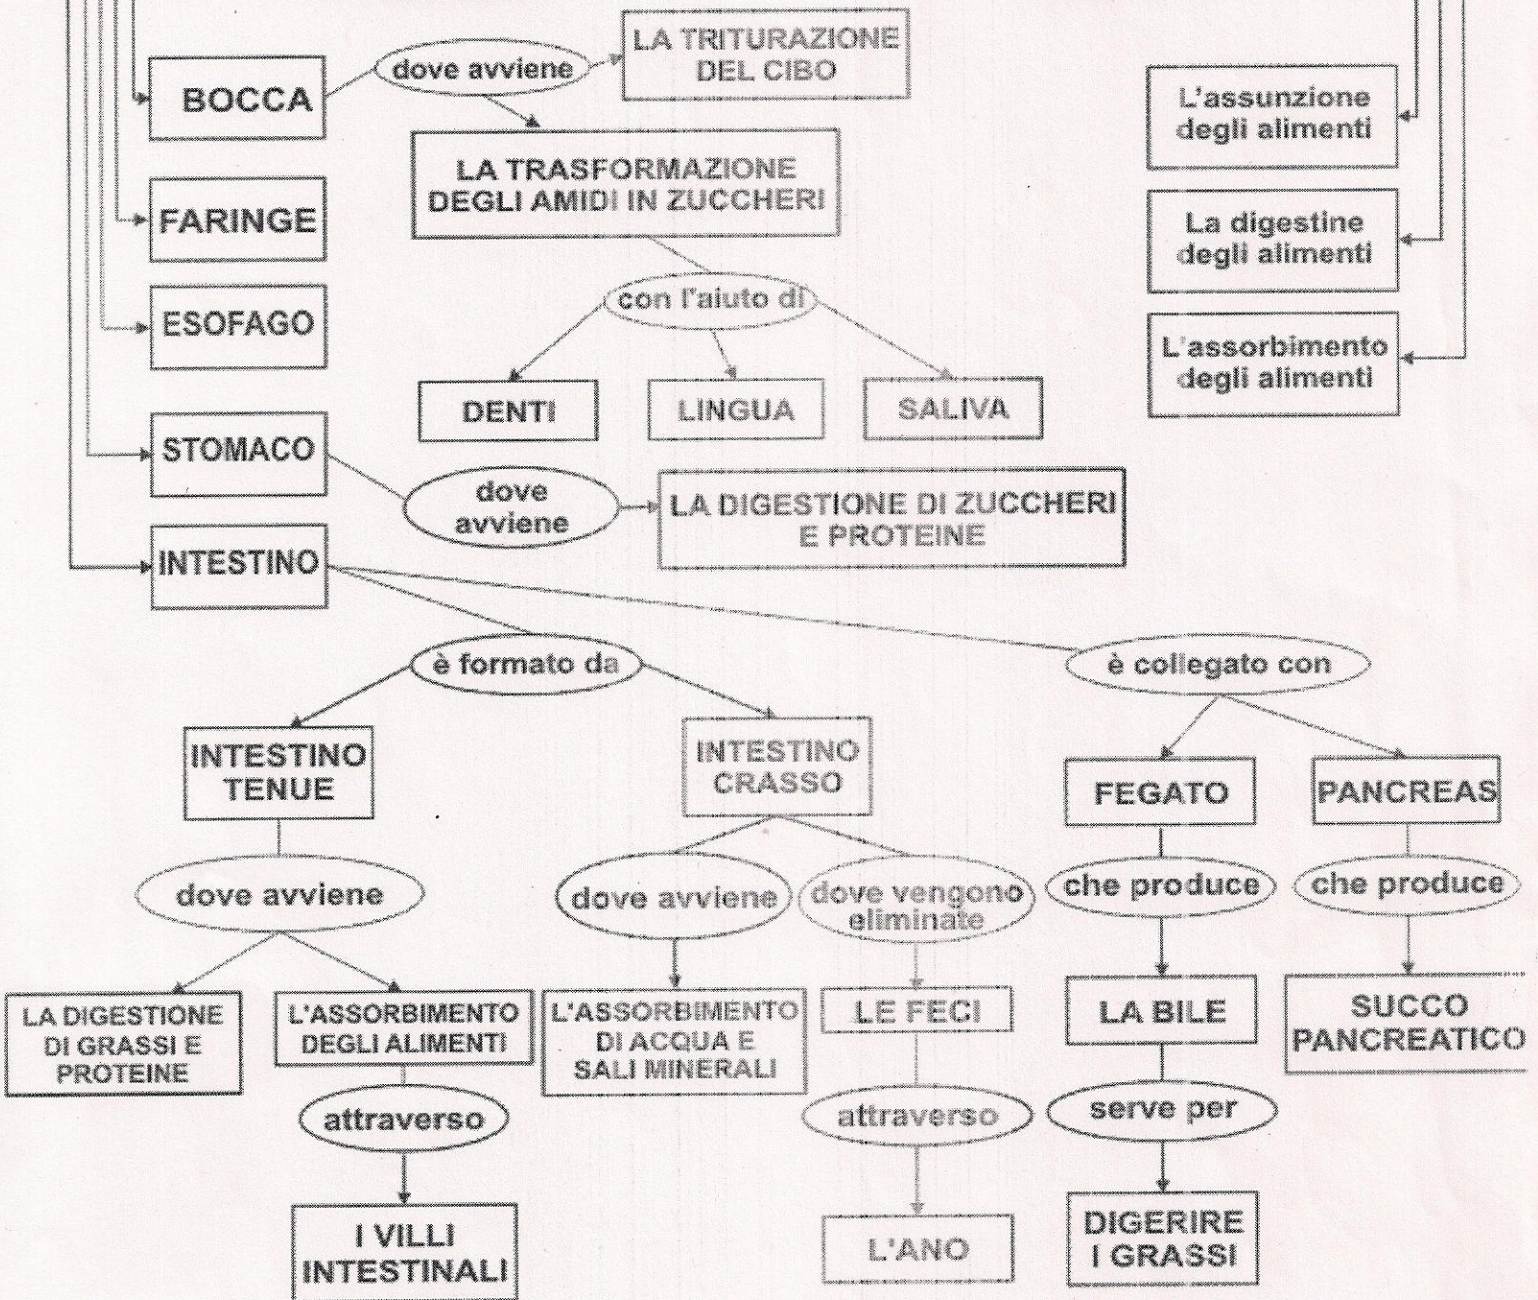 LA TRITURAZIONE
DEL CIBO
dove avviene
BOCCA
L'assunzione
degli alimenti
LA TRASFORMAZIONE
DEGLI AMIDI IN ZUCCHERI
FARINGE
La digestine
degli alimenti
con l'aiuto di
ESOFAGO
L'assorbimento
degli alimenti
DENTI
LINGUA
SALIVA
STOMACO
dove
avviene
LA DIGESTIONE DI ZUCCHERI
E PROTEINE
INTESTINO
è formato da
è collegato con
INTESTINO
TENUE
INTESTINO
CRASSO
FEGATO
PANCREAS
dove avviene
dove avviene
dove vengono
eliminate
che produce
che produce
LA DIGESTIONE
DI GRASSI E
PROTEINE
L'ASSORBIMENTO
DEGLI ALIMENTI
L'ASSORBIMENTO
DI ACQUA E
SALI MINERALI
LE FECI
LA BILE
SUCCO
PANCREATICO
attraverso
attraverso
serve per
I VILLI
INTESTINALI
L'ANO
DIGERIRE
I GRASSI